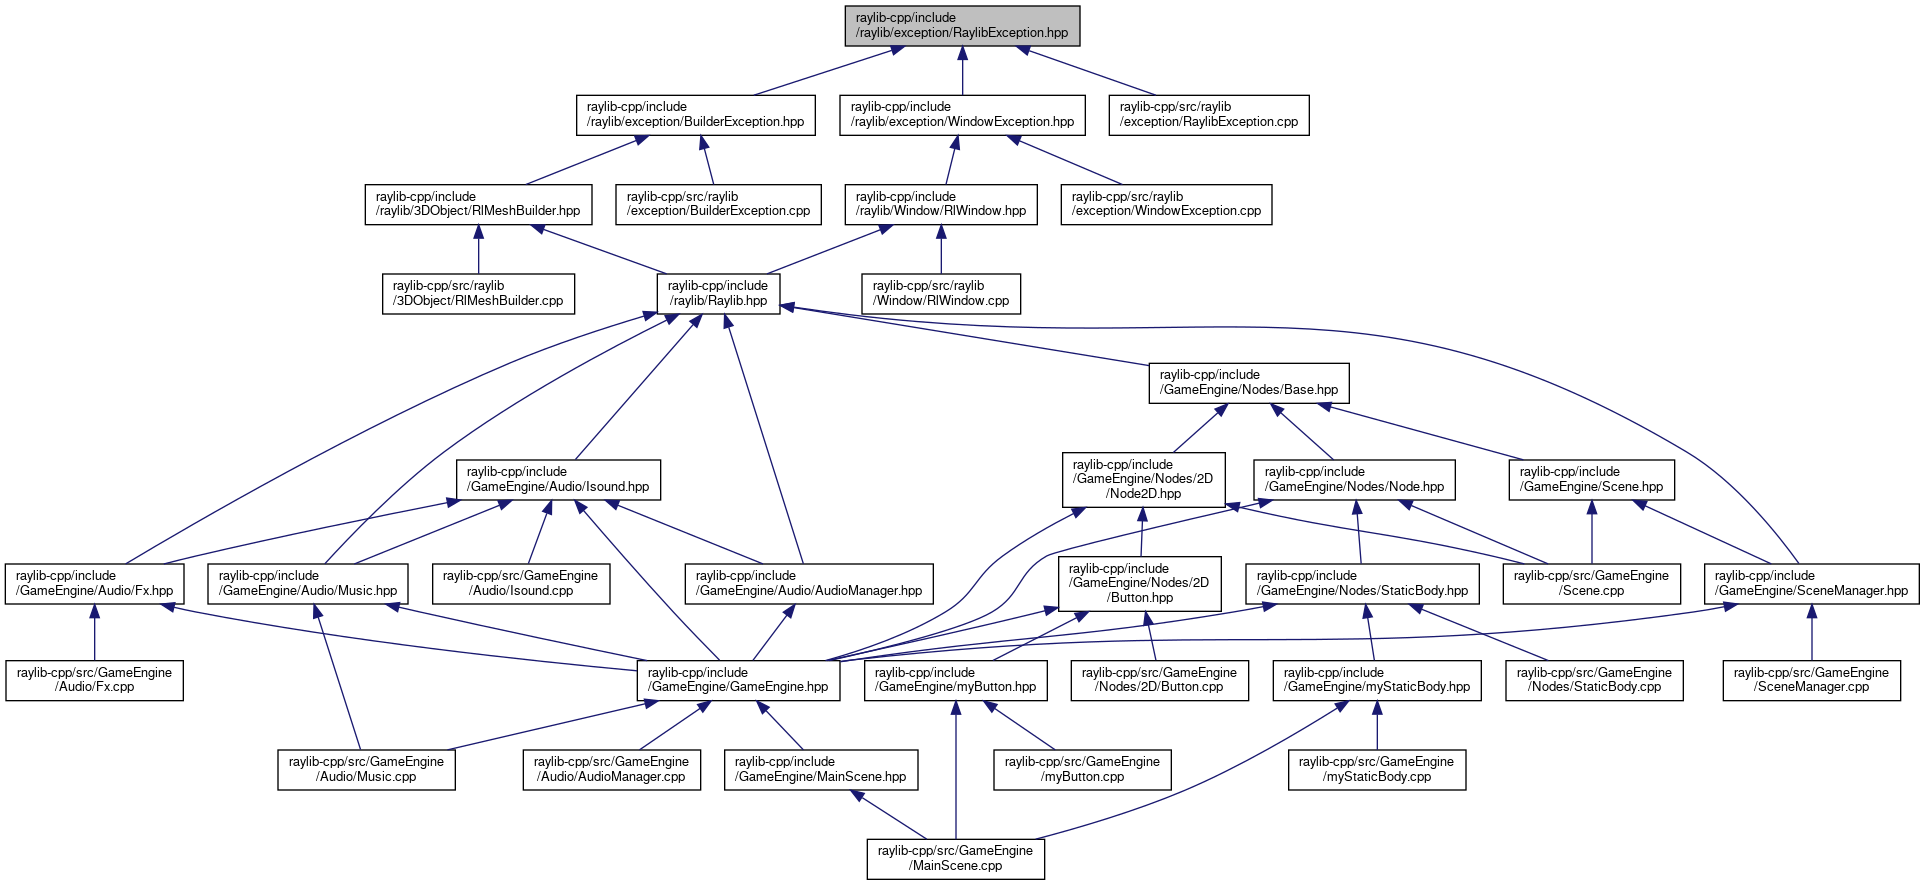 raylib-cpp/include
/raylib/exception/RaylibException.hpp
raylib-cpp/include
/raylib/exception/BuilderException.hpp
raylib-cpp/include
/raylib/exception/WindowException.hpp
raylib-cpp/src/raylib
/exception/RaylibException.cpp
raylib-cpp/include
/raylib/3DObject/RlMeshBuilder.hpp
raylib-cpp/src/raylib
/exception/BuilderException.cpp
raylib-cpp/include
/raylib/Window/RlWindow.hpp
raylib-cpp/src/raylib
/exception/WindowException.cpp
raylib-cpp/src/raylib
/3DObject/RlMeshBuilder.cpp
raylib-cpp/include
/raylib/Raylib.hpp
raylib-cpp/src/raylib
/Window/RlWindow.cpp
raylib-cpp/include
/GameEngine/Nodes/Base.hpp
raylib-cpp/include
/GameEngine/Audio/Isound.hpp
raylib-cpp/include
/GameEngine/Nodes/2D
/Node2D.hpp
raylib-cpp/include
/GameEngine/Nodes/Node.hpp
raylib-cpp/include
/GameEngine/Scene.hpp
raylib-cpp/include
/GameEngine/Audio/Fx.hpp
raylib-cpp/include
/GameEngine/Audio/Music.hpp
raylib-cpp/src/GameEngine
/Audio/Isound.cpp
raylib-cpp/include
/GameEngine/Audio/AudioManager.hpp
raylib-cpp/include
/GameEngine/Nodes/2D
/Button.hpp
raylib-cpp/include
/GameEngine/Nodes/StaticBody.hpp
raylib-cpp/src/GameEngine
/Scene.cpp
raylib-cpp/include
/GameEngine/SceneManager.hpp
raylib-cpp/src/GameEngine
/Audio/Fx.cpp
raylib-cpp/include
/GameEngine/GameEngine.hpp
raylib-cpp/include
/GameEngine/myButton.hpp
raylib-cpp/src/GameEngine
/Nodes/2D/Button.cpp
raylib-cpp/include
/GameEngine/myStaticBody.hpp
raylib-cpp/src/GameEngine
/Nodes/StaticBody.cpp
raylib-cpp/src/GameEngine
/SceneManager.cpp
raylib-cpp/src/GameEngine
/Audio/Music.cpp
raylib-cpp/src/GameEngine
/Audio/AudioManager.cpp
raylib-cpp/include
/GameEngine/MainScene.hpp
raylib-cpp/src/GameEngine
/myButton.cpp
raylib-cpp/src/GameEngine
/myStaticBody.cpp
raylib-cpp/src/GameEngine
/MainScene.cpp